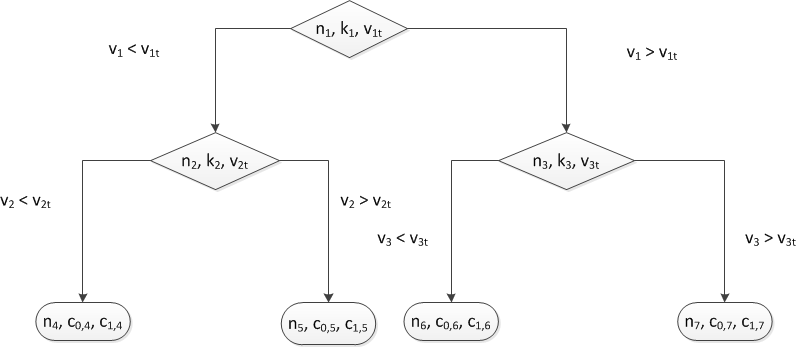 n₁, k₁, v₁ₜ
v₁ < v₁ₜ
v₁ > v₁ₜ
n₂, k₂, v₂ₜ
n₃, k₃, v₃ₜ
v₂ < v₂ₜ
v₂ > v₂ₜ
v₃ < v₃ₜ
v₃ > v₃ₜ
n₄, c₀,₄, c₁,₄
n₅, c₀,₅, c₁,₅
n₆, c₀,₆, c₁,₆
n₇, c₀,₇, c₁,₇